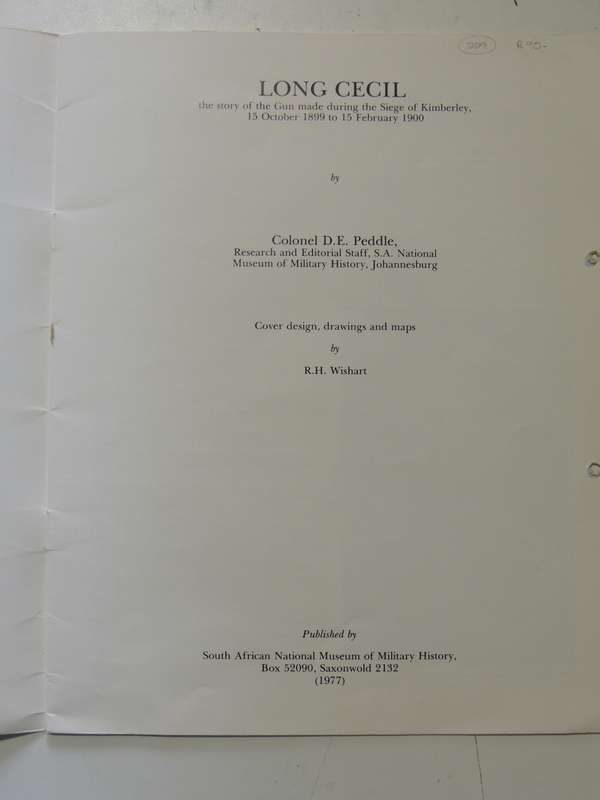 R90-
LONG CECIL
the story of the Gun made during the Siege of Kimberley,
15 October 1899 to 15 February 1900
by
Colonel D.E. Peddle,
Research and Editorial Staff, S.A. National
Museum of Military History, Johannesburg
Cover design, drawings and maps
by
R.H. Wishart
Published by
South African National Museum of Military History,
Box 52090, Saxonwold 2132
(1977)